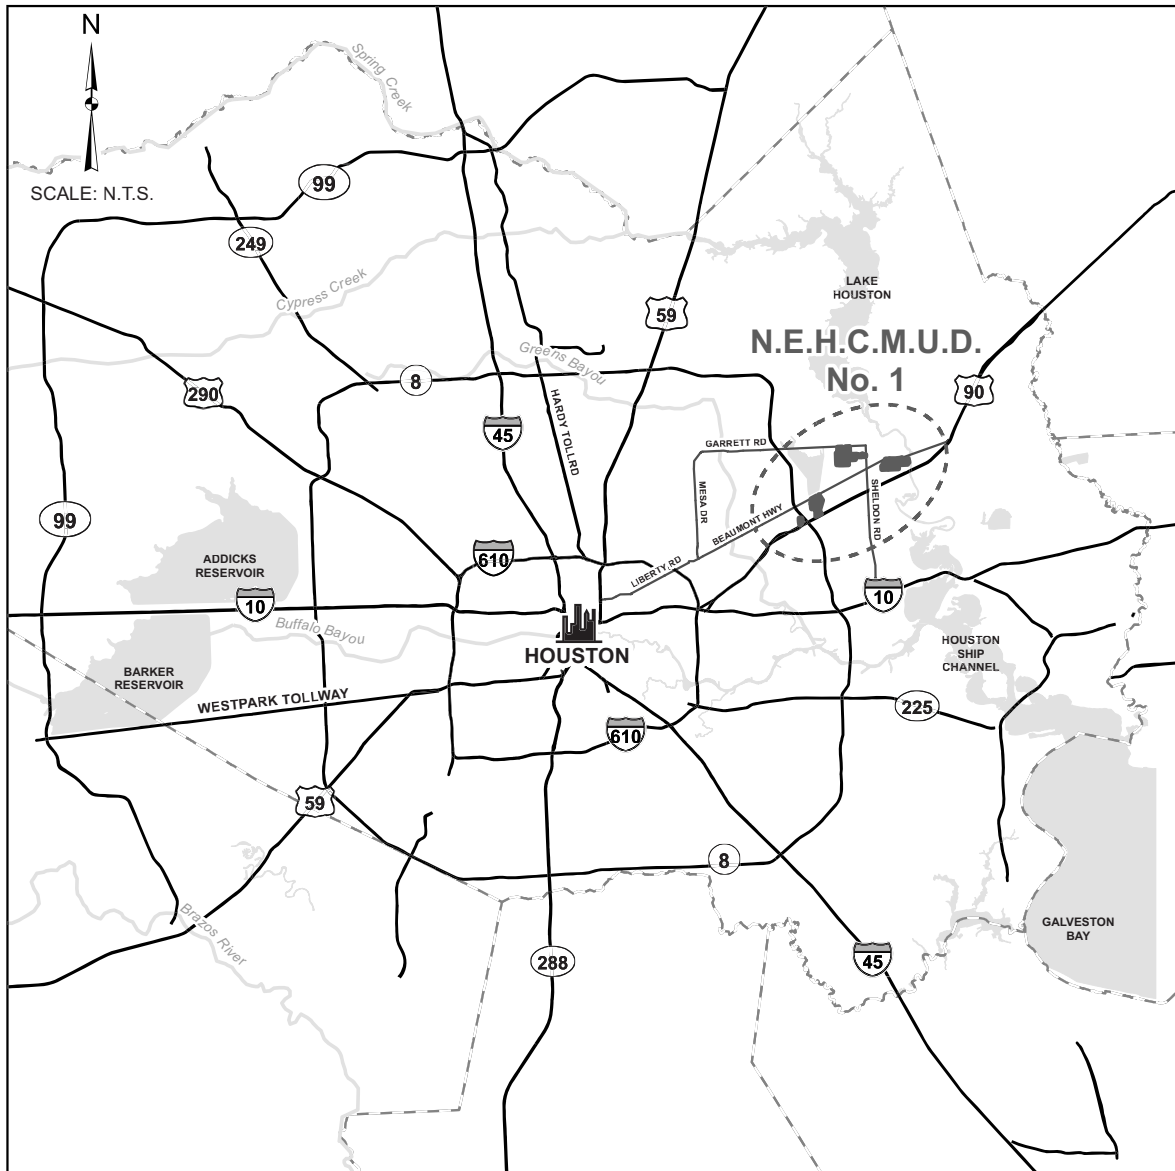 N
SCALE: N.T.S.
Spring Creek
99
249
Cypress Creek
LAKE
HOUSTON
59
N.E.H.C.M.U.D.
No. 1
Greens Bayou
290
8
90
45
HARDY TOLLRD
GARRETT RD
MESA DR
BEAUMONT HWY
SHELDON RD
99
ADDICKS
RESERVOIR
610
LIBERTY RD
10
10
Buffalo Bayou
HOUSTON
HOUSTON
SHIP
CHANNEL
BARKER
RESERVOIR
WESTPARK TOLLWAY
225
610
59
8
Brazos River
GALVESTON
BAY
288
45